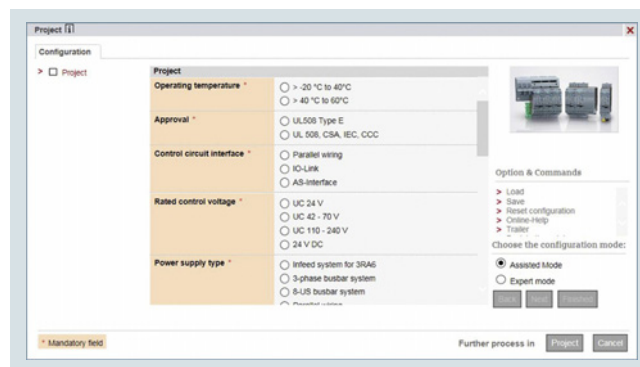 Project
Configuration
> Project
Project
Operating temperature *
> -20 °C to 40°C
> 40 °C to 60°C
Approval *
UL508 Type E
UL 508, CSA, IEC, CCC
Control circuit interface *
Parallel wiring
IO-Link
AS-Interface
Rated control voltage *
UC 24 V
UC 42 - 70 V
UC 110 - 240 V
24 V DC
Power supply type *
Infeed system for 3RA6
3-phase busbar system
8-US busbar system
Parallel wiring
Option & Commands
> Load
> Save
> Reset configuration
> Online-Help
> Trailer
Choose the configuration mode:
Assisted Mode
Expert mode
Back Next Finished
* Mandatory field
Further process in Project Cancel